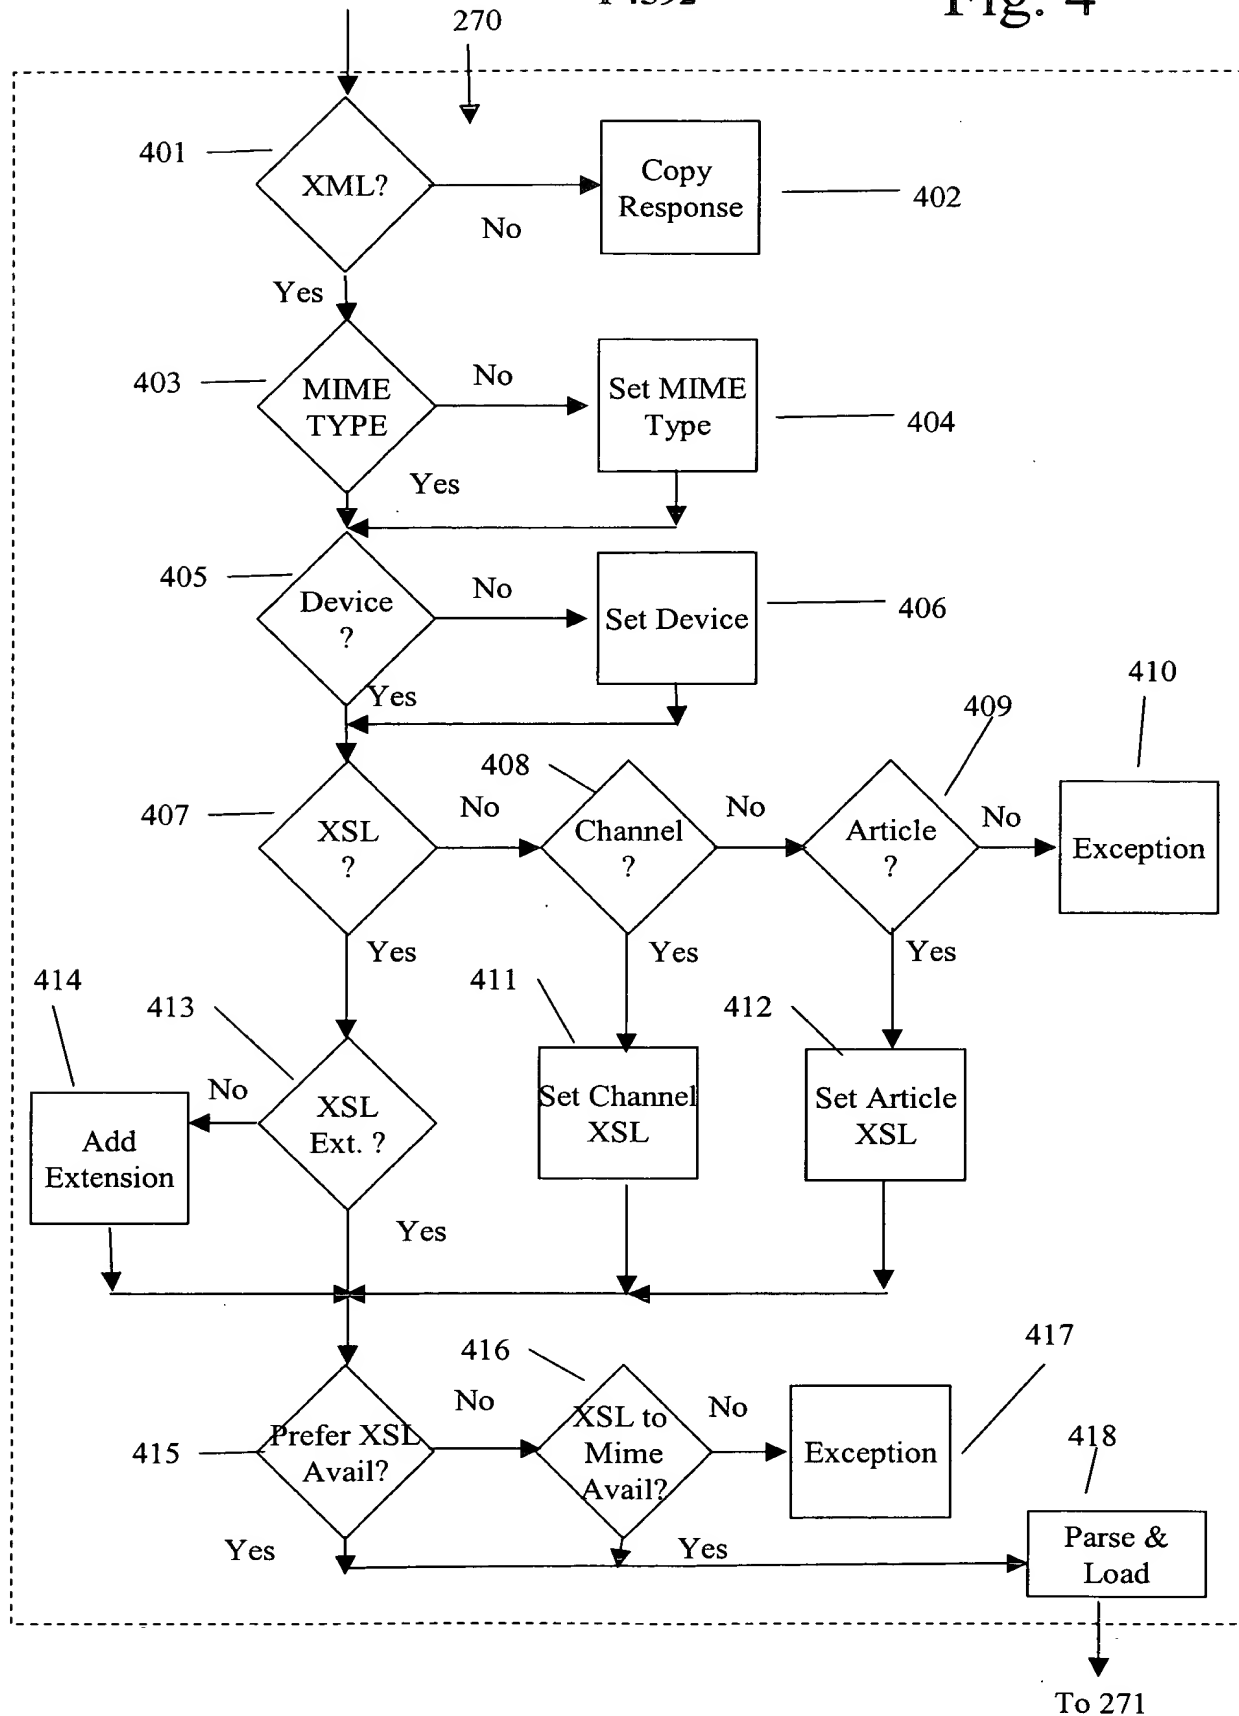 Fig. 4
270
401
XML?
Copy
Response
402
No
Yes
403
MIME
TYPE
No
Set MIME
Type
404
Yes
405
Device
?
No
Set Device
406
Yes
407
XSL
?
No
408
Channel
?
No
409
Article
?
No
410
Exception
Yes
Yes
Yes
414
413
411
412
No
Add
Extension
XSL
Ext. ?
Set Channel
XSL
Set Article
XSL
Yes
415
Prefer XSL
Avail?
No
416
XSL to
Mime
Avail?
No
Exception
417
418
Yes
Yes
Parse &
Load
To 271